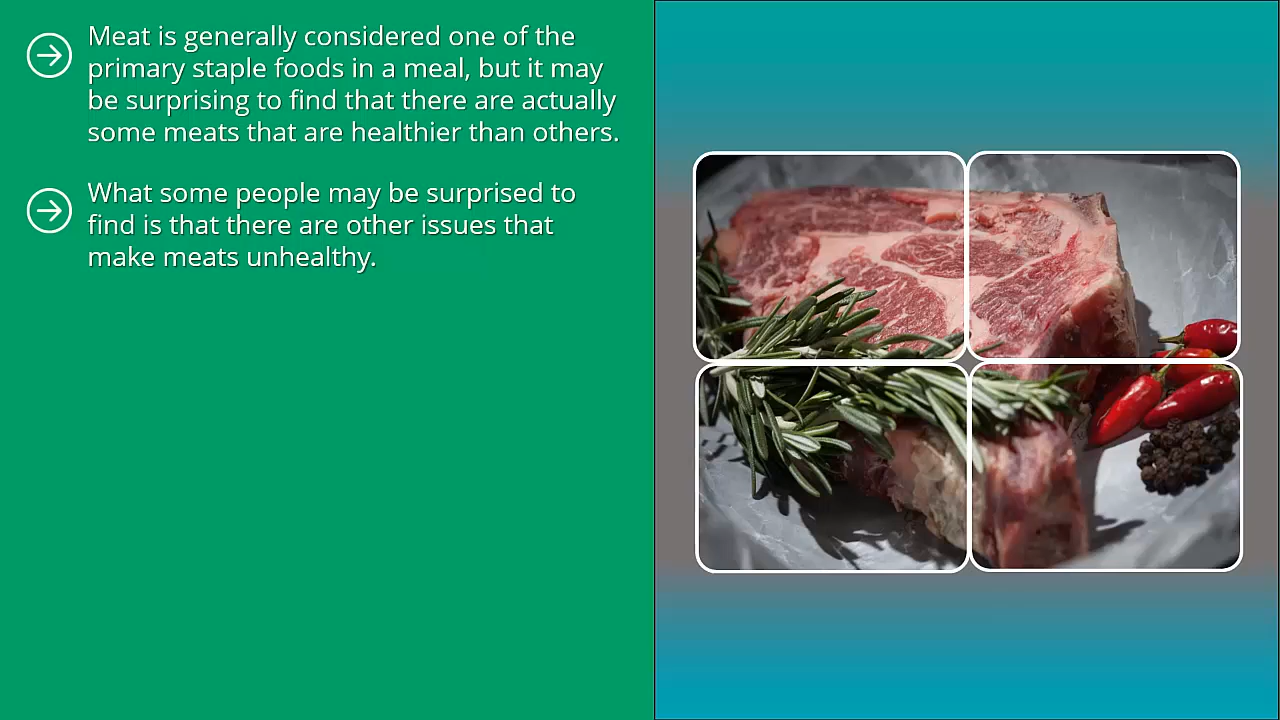 Meat is generally considered one of the
primary staple foods in a meal, but it may
be surprising to find that there are actually
some meats that are healthier than others.
What some people may be surprised to
find is that there are other issues that
make meats unhealthy.